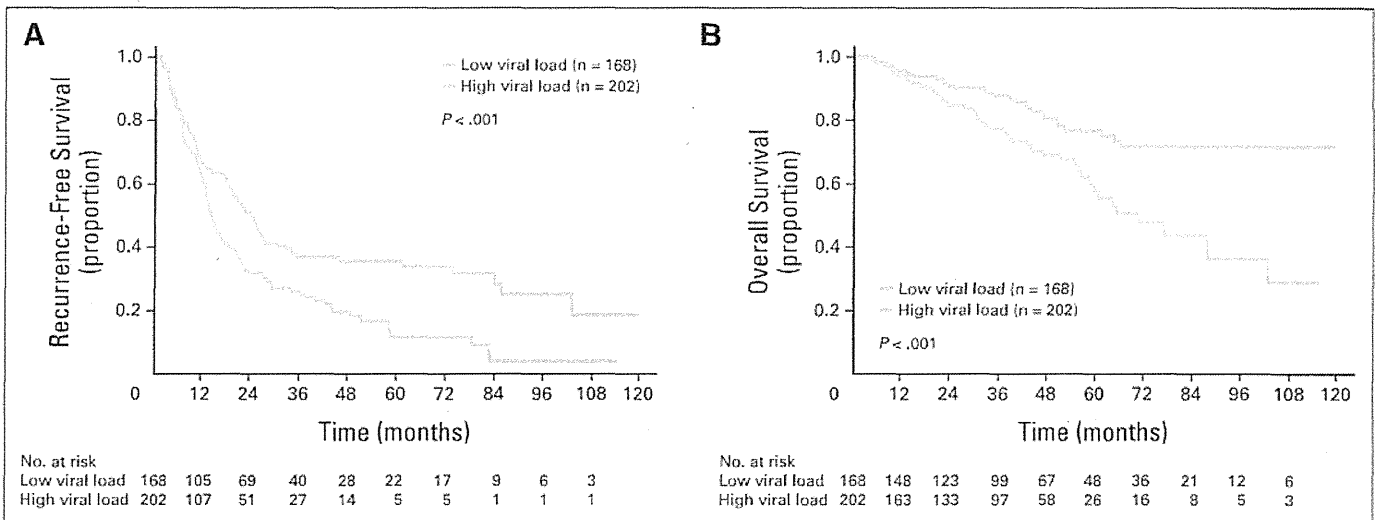 A
Recurrence-Free Survival
(proportion)
1.0
0.8
0.6
0.4
0.2
Low viral load (n = 168)
High viral load (n = 202)
P < .001
0 12 24 36 48 60 72 84 96 108 120
Time (months)
No. at risk
Low viral load 168 105 69 40 28 22 17 9 6 3
High viral load 202 107 51 27 14 5 5 1 1 1
B
Overall Survival
(proportion)
1.0
0.8
0.6
0.4
0.2
Low viral load (n = 168)
High viral load (n = 202)
P < .001
0 12 24 36 48 60 72 84 96 108 120
Time (months)
No. at risk
Low viral load 168 148 123 99 67 48 36 21 12 6
High viral load 202 163 133 97 58 26 16 8 5 3